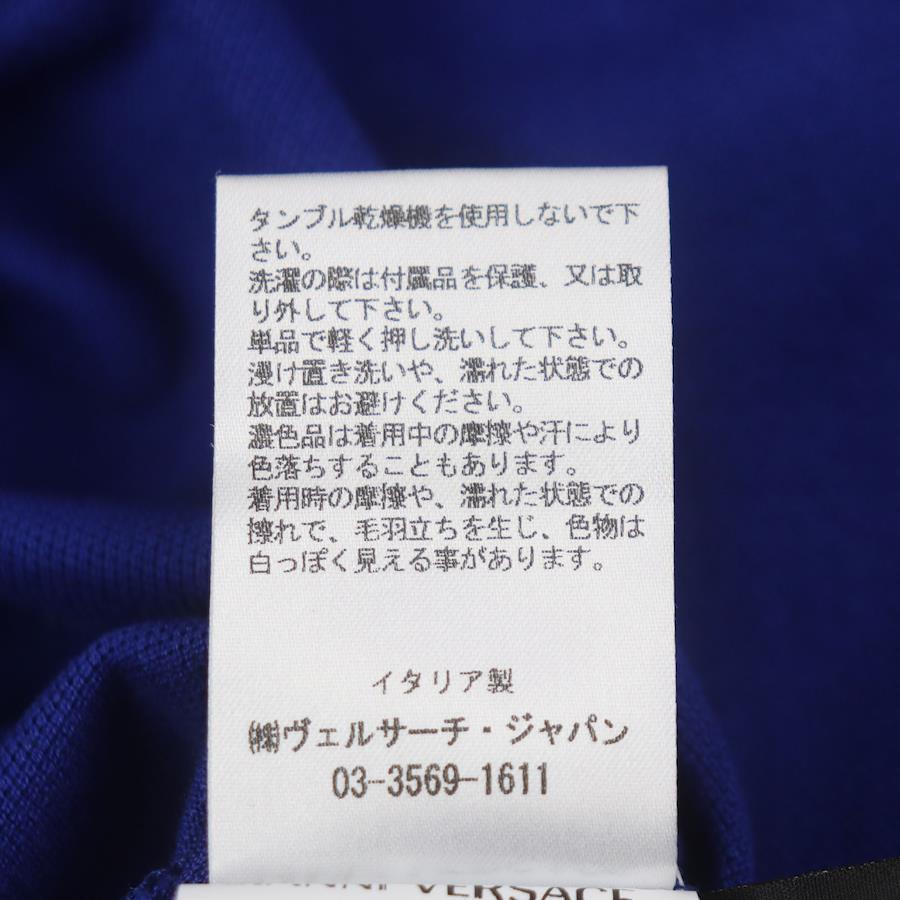 タンブル乾燥機を使用しないで下
さい。
洗濯の際は付属品を保護、又は取
り外して下さい。
単品で軽く押し洗いして下さい。
浸け置き洗いや、濡れた状態での
放置はお避けください。
濃色品は着用中の摩擦や汗により
色落ちすることもあります。
着用時の摩擦や、濡れた状態での
擦れで、毛羽立ちを生じ、色物は
白っぽく見える事があります。
イタリア製
㈱ヴェルサーチ・ジャパン
03-3569-1611
VERSACE